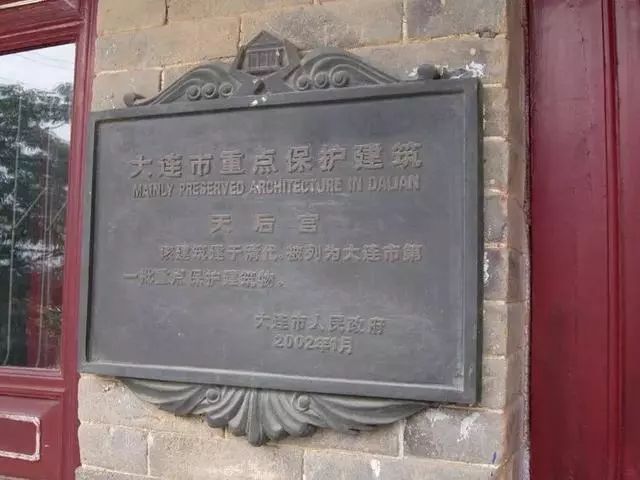 大连市重点保护建筑
MAINLY PRESERVED ARCHITECTURE IN DALIAN
天后宫
该建筑建于清代。被列为大连市第
一批重点保护建筑物。
大连市人民政府
2002年1月